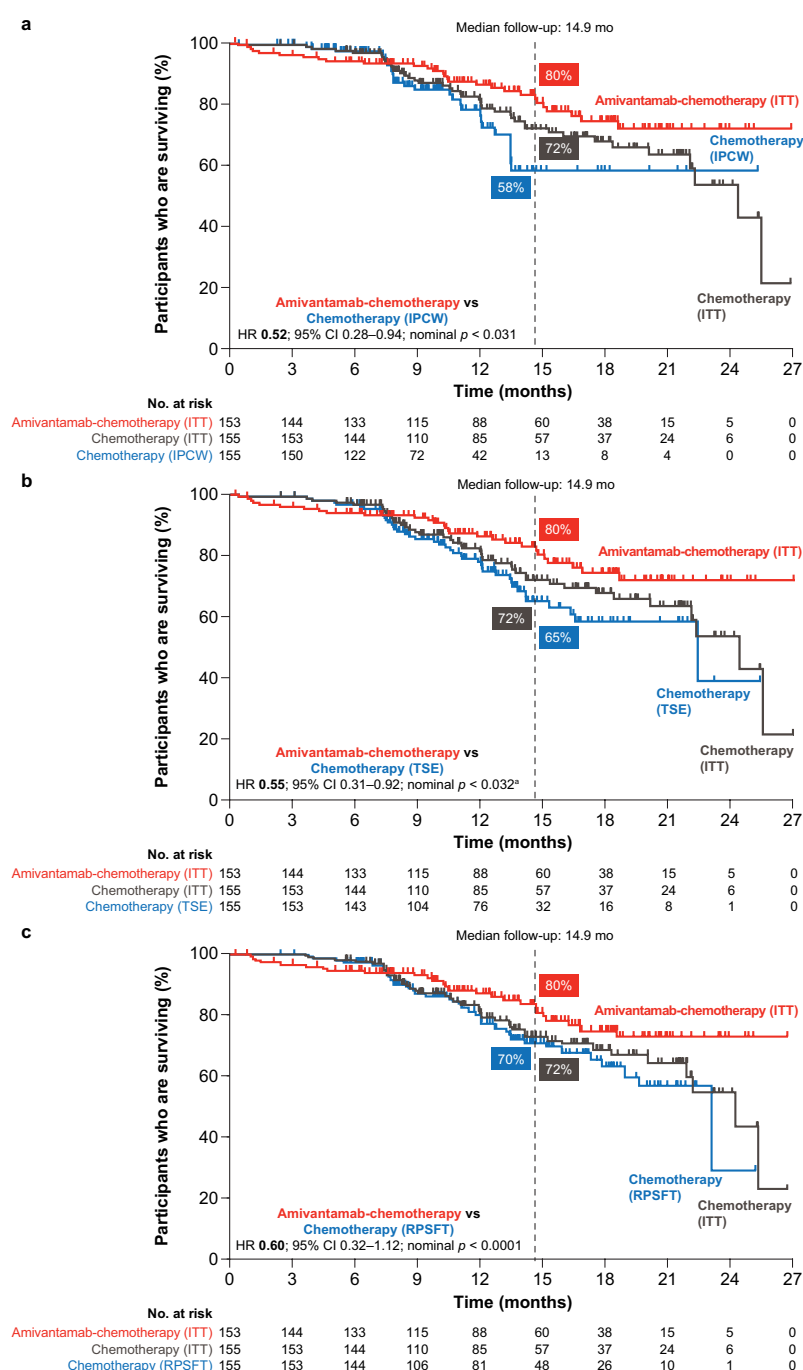 a
Median follow-up: 14.9 mo
Participants who are surviving (%)
100
80
60
40
20
0
80%
72%
58%
Amivantamab-chemotherapy (ITT)
Chemotherapy
(IPCW)
Chemotherapy
(ITT)
Amivantamab-chemotherapy vs
Chemotherapy (IPCW)
HR 0.52; 95% CI 0.28–0.94; nominal p < 0.031
0 3 6 9 12 15 18 21 24 27
Time (months)
No. at risk
Amivantamab-chemotherapy (ITT) 153 144 133 115 88 60 38 15 5 0
Chemotherapy (ITT) 155 153 144 110 85 57 37 24 6 0
Chemotherapy (IPCW) 155 150 122 72 42 13 8 4 0 0
b
Median follow-up: 14.9 mo
Participants who are surviving (%)
100
80
60
40
20
0
80%
72%
65%
Amivantamab-chemotherapy (ITT)
Chemotherapy
(TSE)
Chemotherapy
(ITT)
Amivantamab-chemotherapy vs
Chemotherapy (TSE)
HR 0.55; 95% CI 0.31–0.92; nominal p < 0.032ᵃ
0 3 6 9 12 15 18 21 24 27
Time (months)
No. at risk
Amivantamab-chemotherapy (ITT) 153 144 133 115 88 60 38 15 5 0
Chemotherapy (ITT) 155 153 144 110 85 57 37 24 6 0
Chemotherapy (TSE) 155 153 143 104 76 32 16 8 1 0
c
Median follow-up: 14.9 mo
Participants who are surviving (%)
100
80
60
40
20
0
80%
70%
72%
Amivantamab-chemotherapy (ITT)
Chemotherapy
(RPSFT)
Chemotherapy
(ITT)
Amivantamab-chemotherapy vs
Chemotherapy (RPSFT)
HR 0.60; 95% CI 0.32–1.12; nominal p < 0.0001
0 3 6 9 12 15 18 21 24 27
Time (months)
No. at risk
Amivantamab-chemotherapy (ITT) 153 144 133 115 88 60 38 15 5 0
Chemotherapy (ITT) 155 153 144 110 85 57 37 24 6 0
Chemotherapy (RPSFT) 155 153 144 106 81 48 26 10 1 0